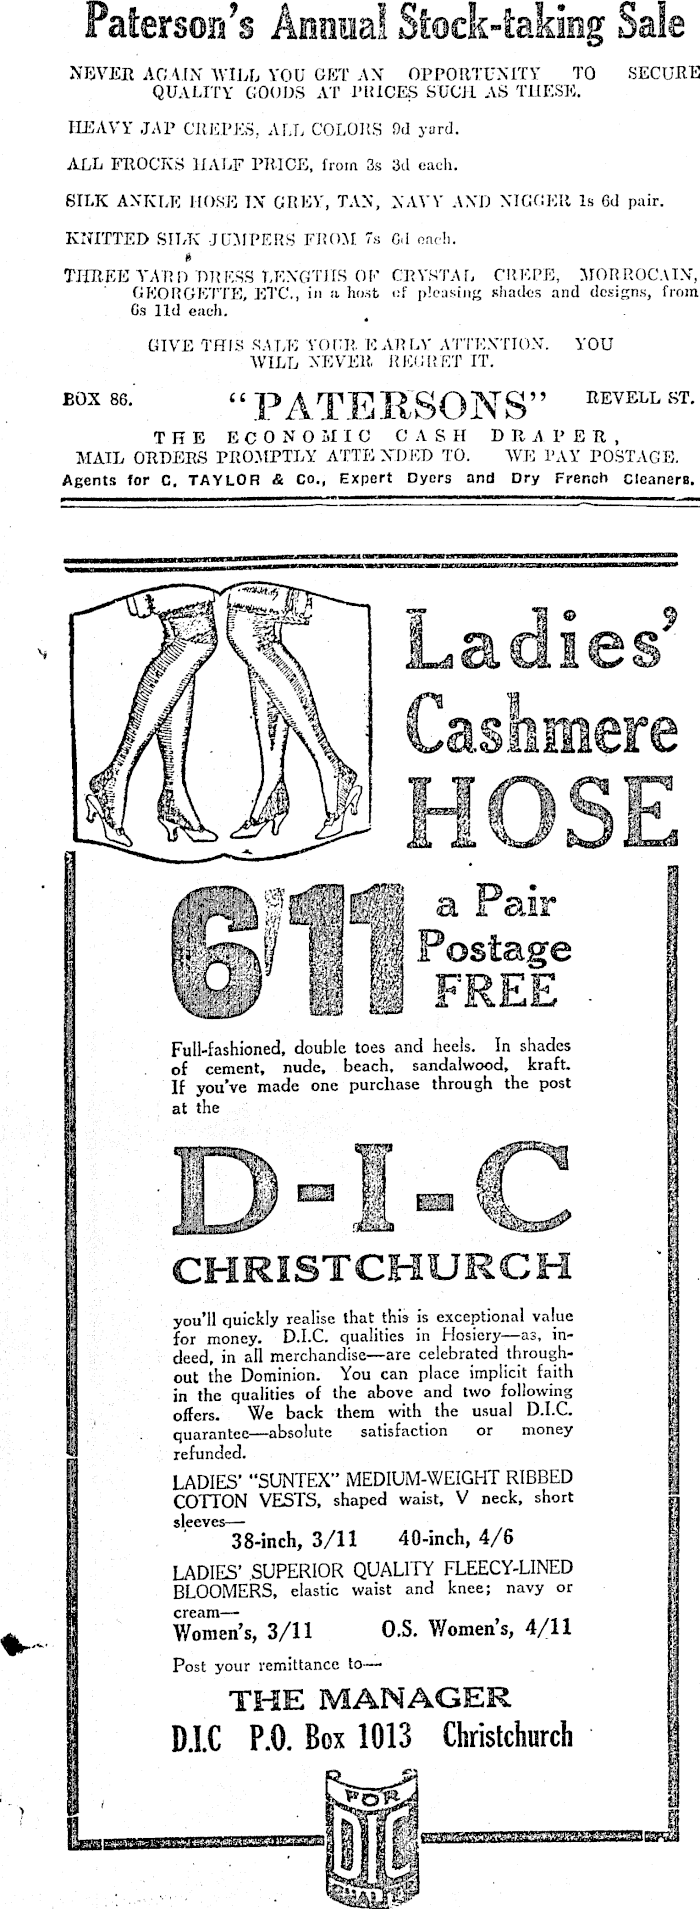 Paterson's Annual Stock-taking Sale
NEVER AGAIN WILL YOU GET AN OPPORTUNITY TO SECURE
QUALITY GOODS AT PRICES SUCH AS THESE.
HEAVY JAP CREPES, ALL COLORS 9d yard.
ALL FROCKS HALF PRICE, from 3s 3d each.
SILK ANKLE HOSE IN GREY, TAN, NAVY AND NIGGER 1s 6d pair.
KNITTED SILK JUMPERS FROM 7s 6d each.
THREE YARD DRESS LENGTHS OF CRYSTAL CREPE, MORROCAIN,
GEORGETTE, ETC., in a host of pleasing shades and designs, from
6s 11d each.
GIVE THIS SALE YOUR EARLY ATTENTION. YOU
WILL NEVER REGRET IT.
BOX 86. "PATERSONS" REVELL ST.
THE ECONOMIC CASH DRAPER,
MAIL ORDERS PROMPTLY ATTE NDED TO. WE PAY POSTAGE.
Agents for C. TAYLOR & Co., Expert Dyers and Dry French Cleaners.
Ladies'
Cashmere
HOSE
6/11 a Pair
Postage
FREE
Full-fashioned, double toes and heels. In shades
of cement, nude, beach, sandalwood, kraft.
If you've made one purchase through the post
at the
D-I-C
CHRISTCHURCH
you'll quickly realise that this is exceptional value
for money. D.I.C. qualities in Hosiery—as, in-
deed, in all merchandise—are celebrated through-
out the Dominion. You can place implicit faith
in the qualities of the above and two following
offers. We back them with the usual D.I.C.
quarantee—absolute satisfaction or money
refunded.
LADIES' "SUNTEX" MEDIUM-WEIGHT RIBBED
COTTON VESTS, shaped waist, V neck, short
sleeves—
38-inch, 3/11 40-inch, 4/6
LADIES' SUPERIOR QUALITY FLEECY-LINED
BLOOMERS, elastic waist and knee; navy or
cream—
Women's, 3/11 O.S. Women's, 4/11
Post your remittance to—
THE MANAGER
D.I.C P.O. Box 1013 Christchurch
FOR
DIC